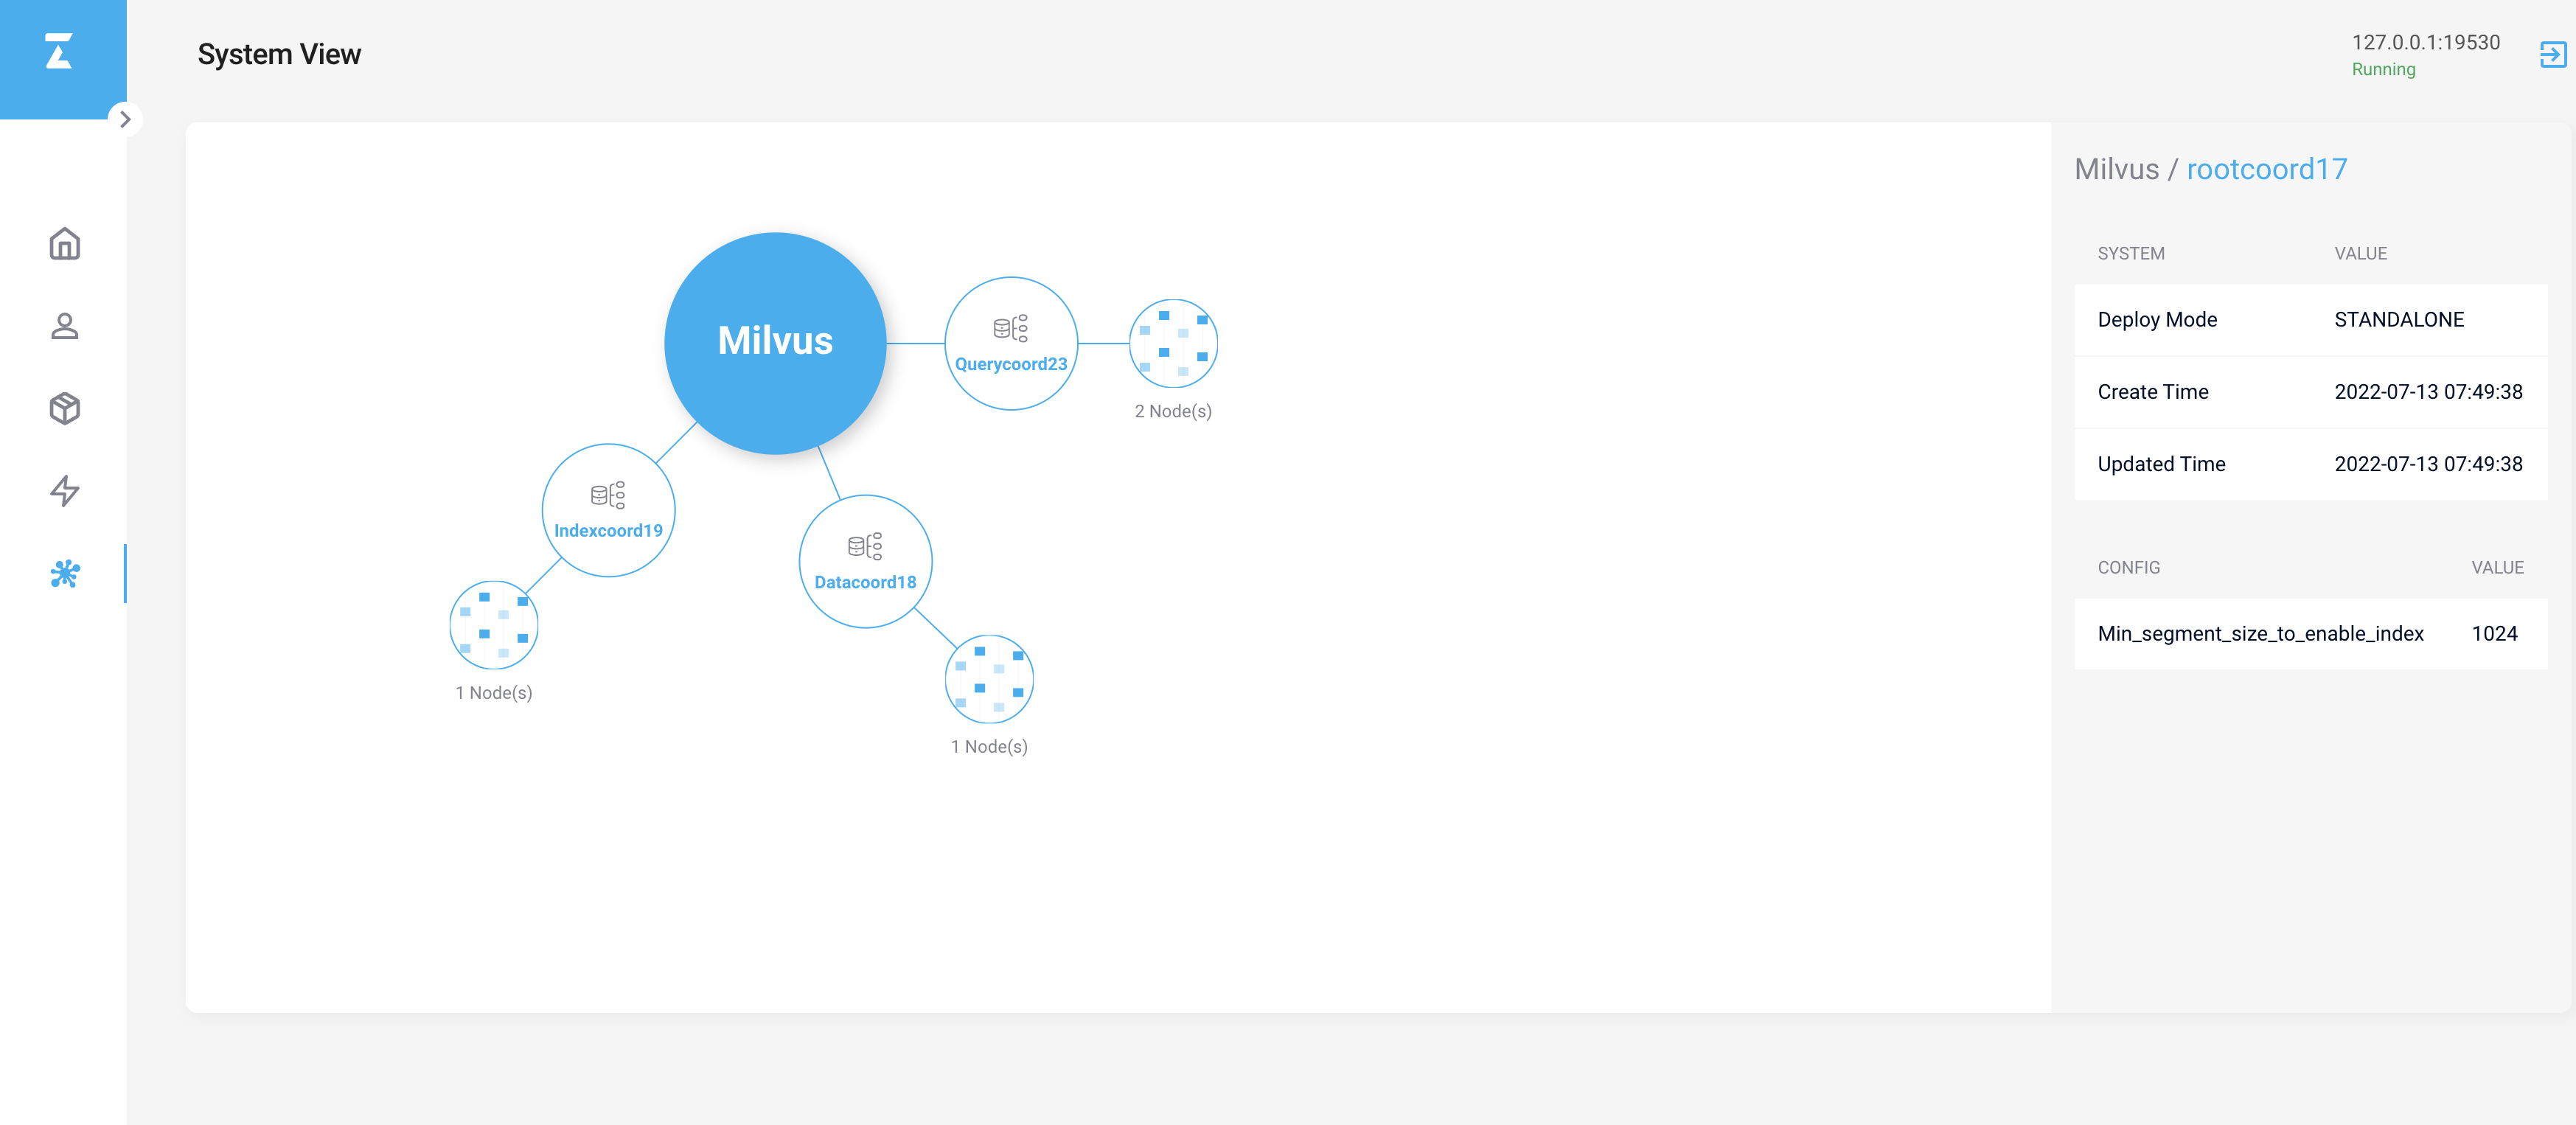 System View
127.0.0.1:19530
Running
Milvus
Querycoord23
2 Node(s)
Indexcoord19
1 Node(s)
Datacoord18
1 Node(s)
Milvus / rootcoord17
SYSTEM VALUE
Deploy Mode STANDALONE
Create Time 2022-07-13 07:49:38
Updated Time 2022-07-13 07:49:38
CONFIG VALUE
Min_segment_size_to_enable_index 1024